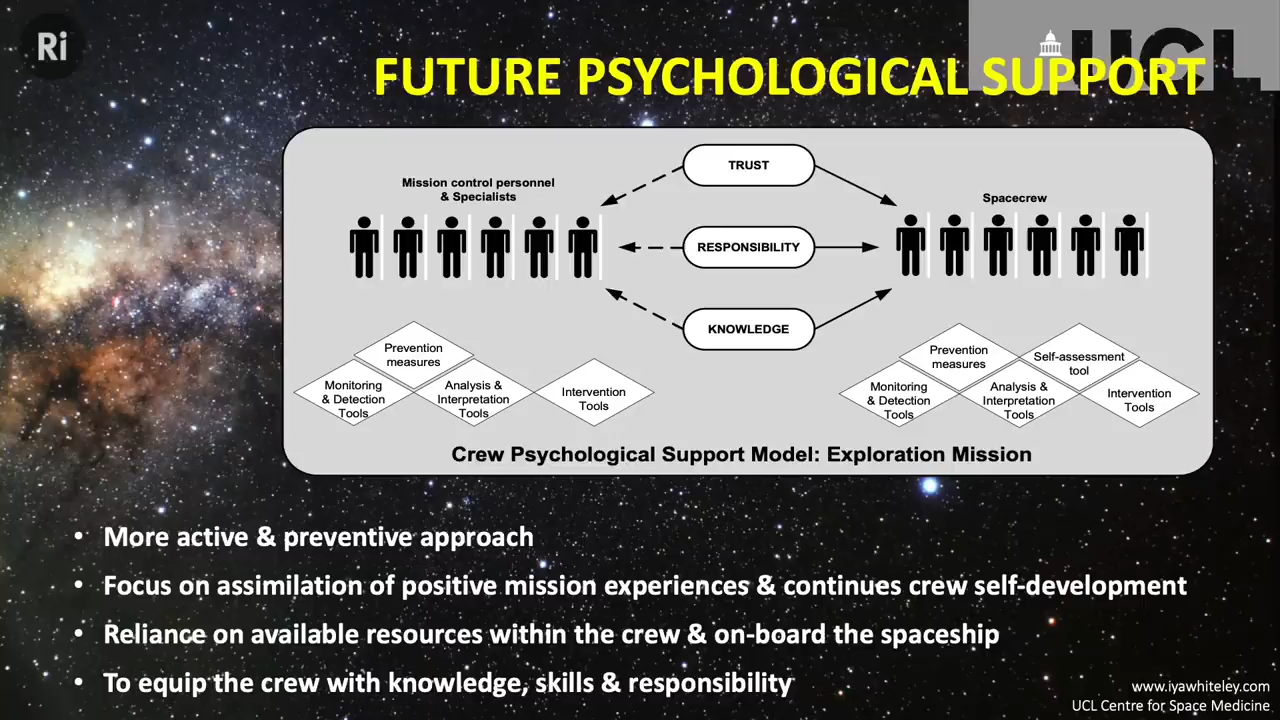 Ri
UCL
FUTURE PSYCHOLOGICAL SUPPORT
Mission control personnel
& Specialists
TRUST
RESPONSIBILITY
KNOWLEDGE
Spacecrew
Prevention
measures
Monitoring
& Detection
Tools
Analysis &
Interpretation
Tools
Intervention
Tools
Prevention
measures
Self-assessment
tool
Monitoring
& Detection
Tools
Analysis &
Interpretation
Tools
Intervention
Tools
Crew Psychological Support Model: Exploration Mission
• More active & preventive approach
• Focus on assimilation of positive mission experiences & continues crew self-development
• Reliance on available resources within the crew & on-board the spaceship
• To equip the crew with knowledge, skills & responsibility
www.iyawhiteley.com
UCL Centre for Space Medicine